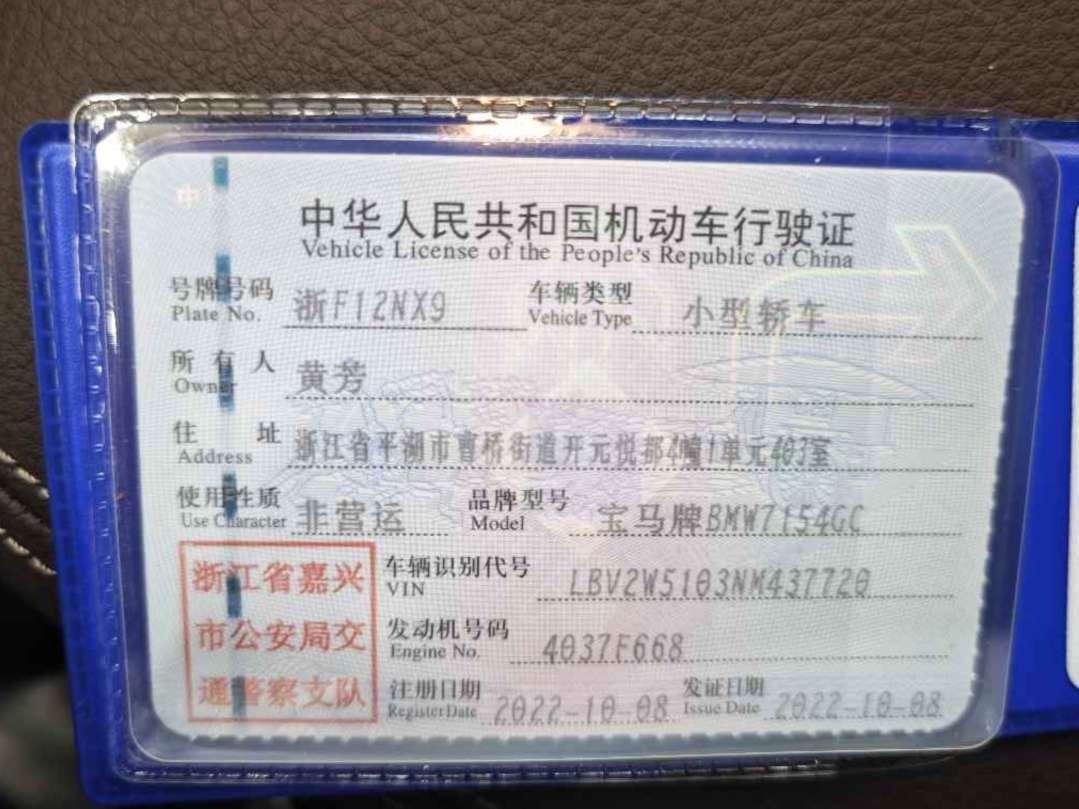 中华人民共和国机动车行驶证
Vehicle License of the People's Republic of China
号牌号码 浙F12NX9 车辆类型 小型轿车
Plate No. Vehicle Type
所有人 黄芳
Owner
住址 浙江省平湖市曹桥街道开元悦邦4幢1单元403室
Address
使用性质 非营运 品牌型号 宝马牌BMW7154GC
Use Character Model
浙江省嘉兴
市公安局交
通警察支队
车辆识别代号 LBV2W5103NM437720
VIN
发动机号码 4037F668
Engine No.
注册日期 2022-10-08 发证日期 2022-10-08
Register Date Issue Date